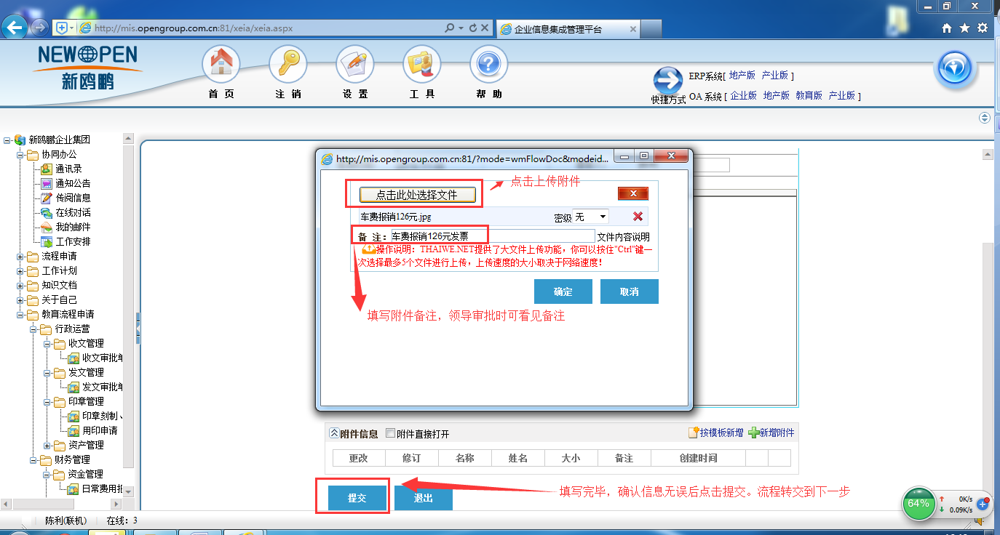 http://mis.opengroup.com.cn:81/xeia/xeia.aspx
企业信息集成管理平台
NEW OPEN
新鸥鹏
首 页
注 销
设 置
工 具
帮 助
快捷方式
ERP系统[ 地产版 产业版 ]
OA 系统 [ 企业版 地产版 教育版 产业版 ]
新鸥鹏企业集团
协同办公
通讯录
通知公告
传阅信息
在线对话
我的邮件
工作安排
流程申请
工作计划
知识文档
关于自己
教育流程申请
行政运营
收文管理
收文审批单
发文管理
发文审批单
印章管理
印章刻制、
用印申请
资产管理
财务管理
资金管理
日常费用报
http://mis.opengroup.com.cn:81/?mode=wmFlowDoc&modeid...
点击此处选择文件
点击上传附件
车费报销126元.jpg
密级 无
备 注: 车费报销126元发票 文件内容说明
操作说明：THAIWE.NET提供了大文件上传功能，你可以按住"Ctrl"键一
次选择最多5个文件进行上传，上传速度的大小取决于网络速度！
确定
取消
填写附件备注，领导审批时可看见备注
附件信息 附件直接打开
按模板新增 新增附件
更改 修订 名称 姓名 大小 备注 创建时间
提交
退出
填写完毕，确认信息无误后点击提交。流程转交到下一步
64%
0K/s
0.09K/s
陈利(联机)
在线：3